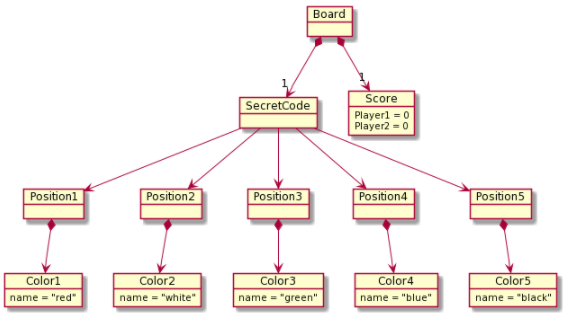 Board
1
1
SecretCode
Score
Player1 = 0
Player2 = 0
Position1
Position2
Position3
Position4
Position5
Color1
name = "red"
Color2
name = "white"
Color3
name = "green"
Color4
name = "blue"
Color5
name = "black"